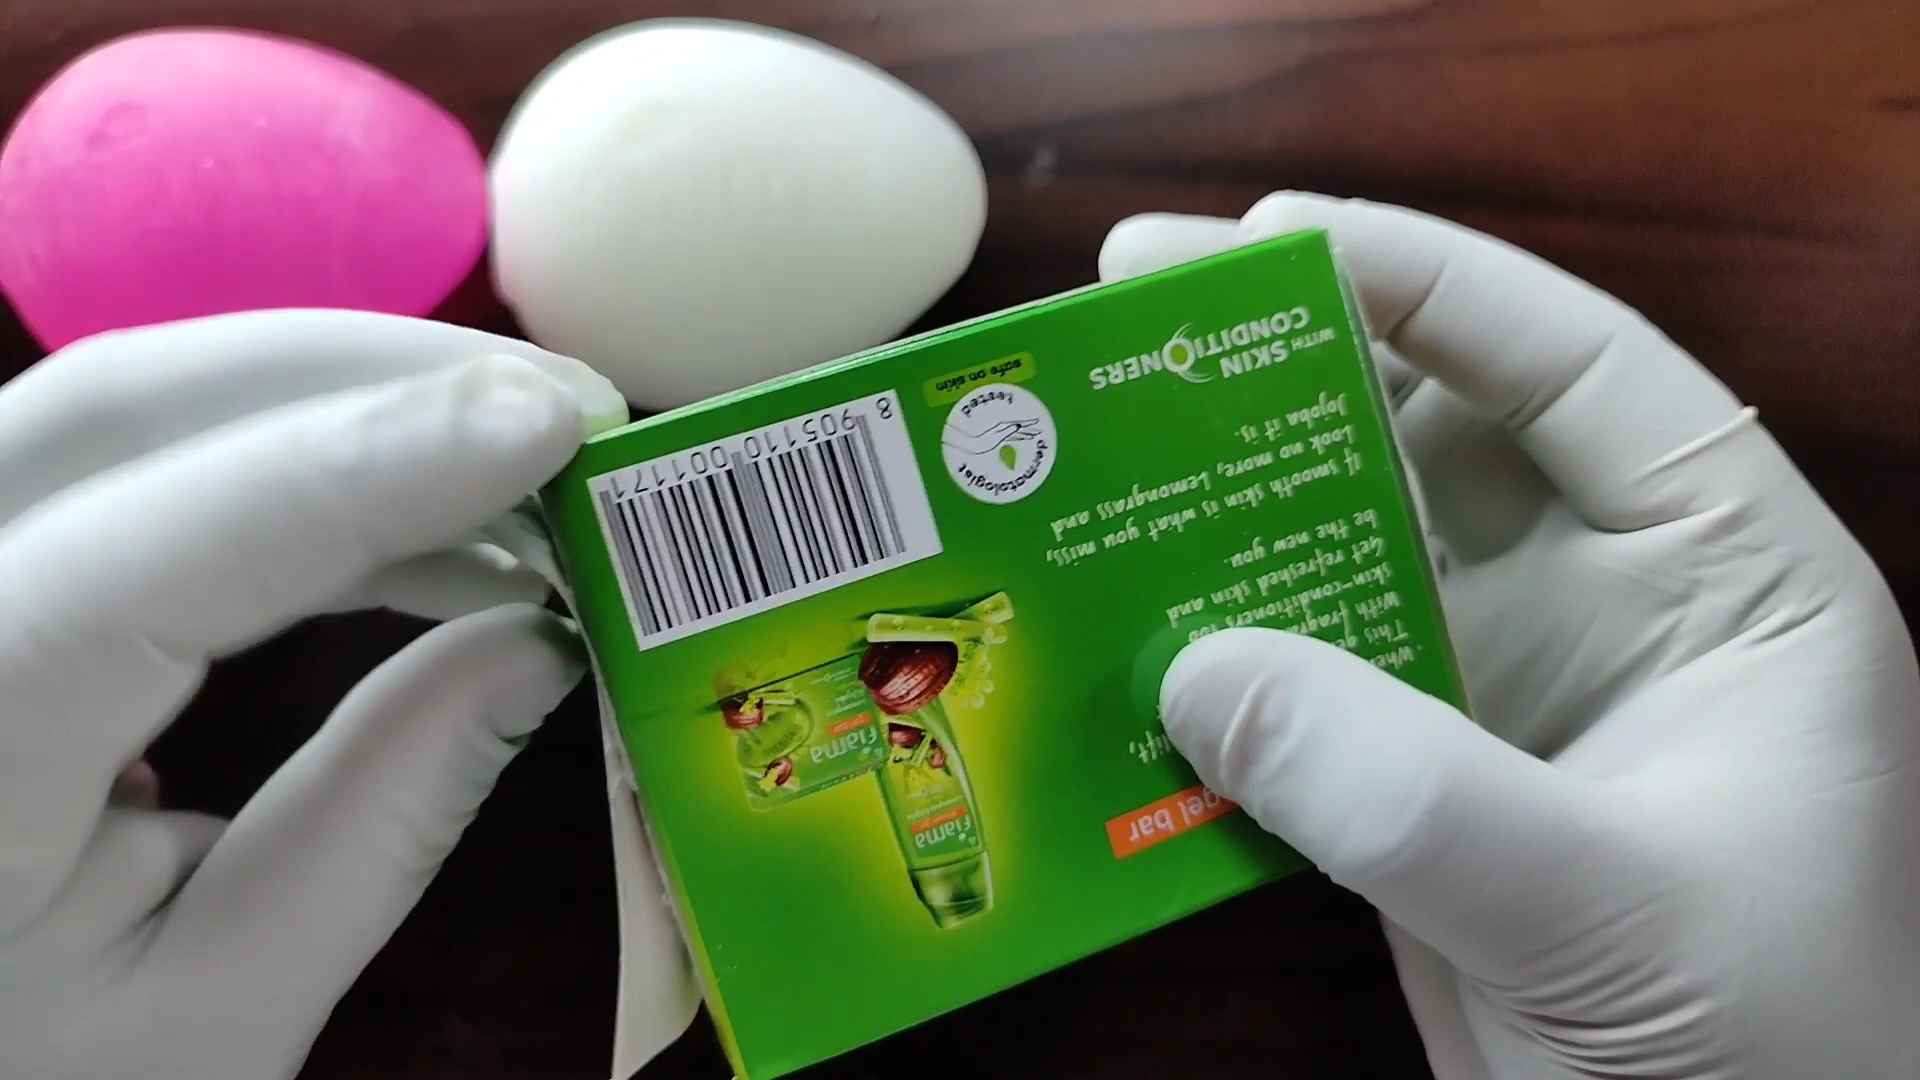 gel bar
lift,
This
with
skin-conditioners
Get refreshed skin and
be the new you.
If smooth skin is what you miss,
Look no more, Lemongrass and
Jojoba it is.
WITH SKIN
CONDITIONERS
fiama
fiama
gel bar
dermatologist tested
safe on skin
8 905110 001171